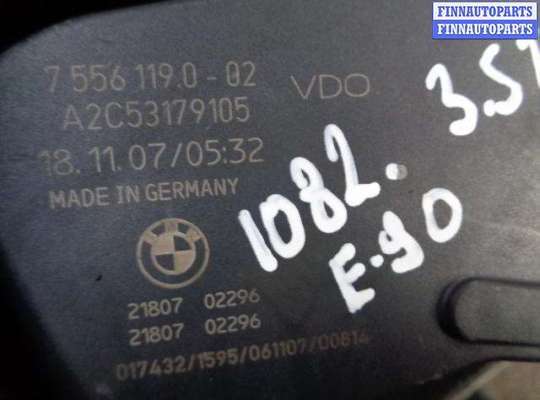 FINNAUTOPARTS
FINNAUTOPARTS
7 556 119.0-02
VDO
A2C53179105
18.11.07/05:32
MADE IN GERMANY
BMW
21807 02296
21807 02296
017432/1595/061107/00814
1082.
E.90